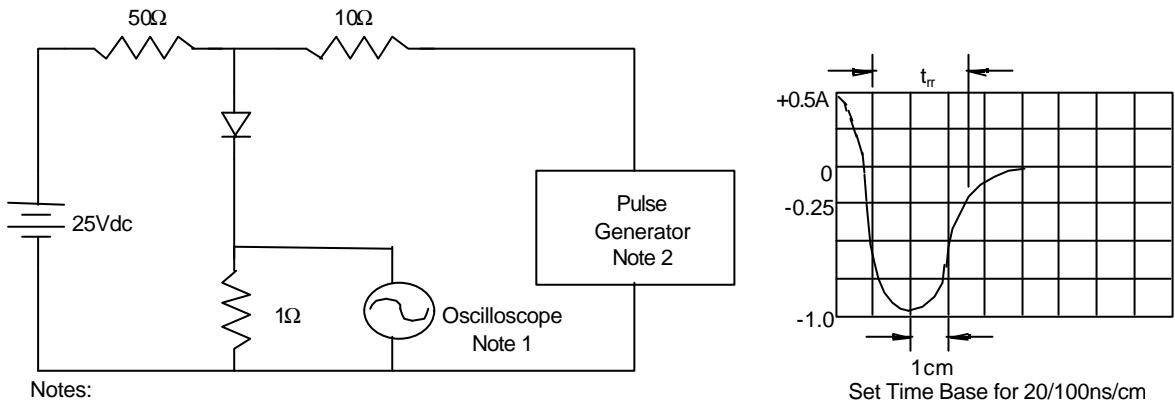 50Ω
10Ω
25Vdc
1Ω
Oscilloscope
Note 1
Pulse
Generator
Note 2
Notes:
trr
+0.5A
0
-0.25
-1.0
1cm
Set Time Base for 20/100ns/cm